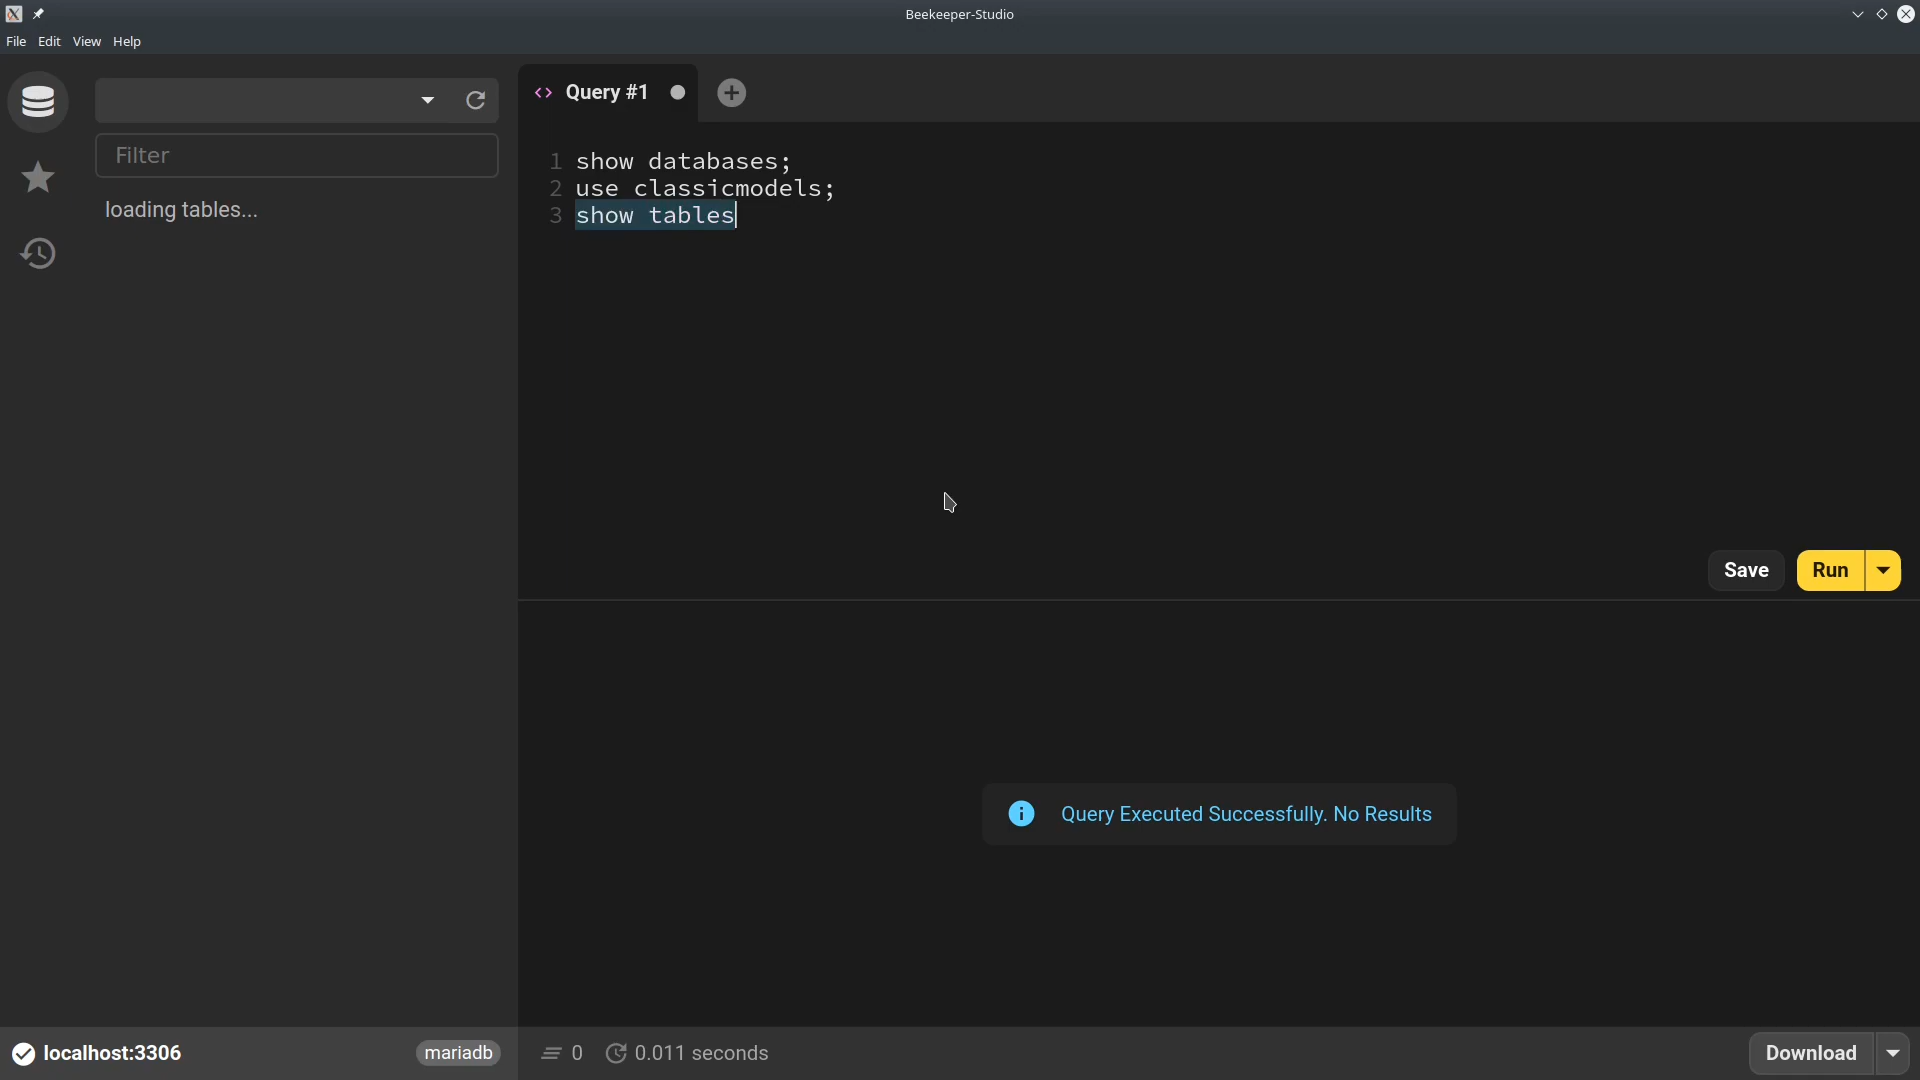 Beekeeper-Studio
File Edit View Help
Query #1
Filter
loading tables...
1 show databases;
2 use classicmodels;
3 show tables
Save Run
Query Executed Successfully. No Results
localhost:3306 mariadb 0 0.011 seconds Download